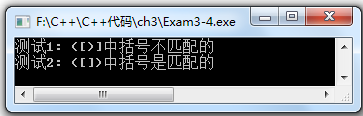 F:\C++\C++代码\ch3\Exam3-4.exe
测试1：([)]中括号不匹配的
测试2：([])中括号是匹配的